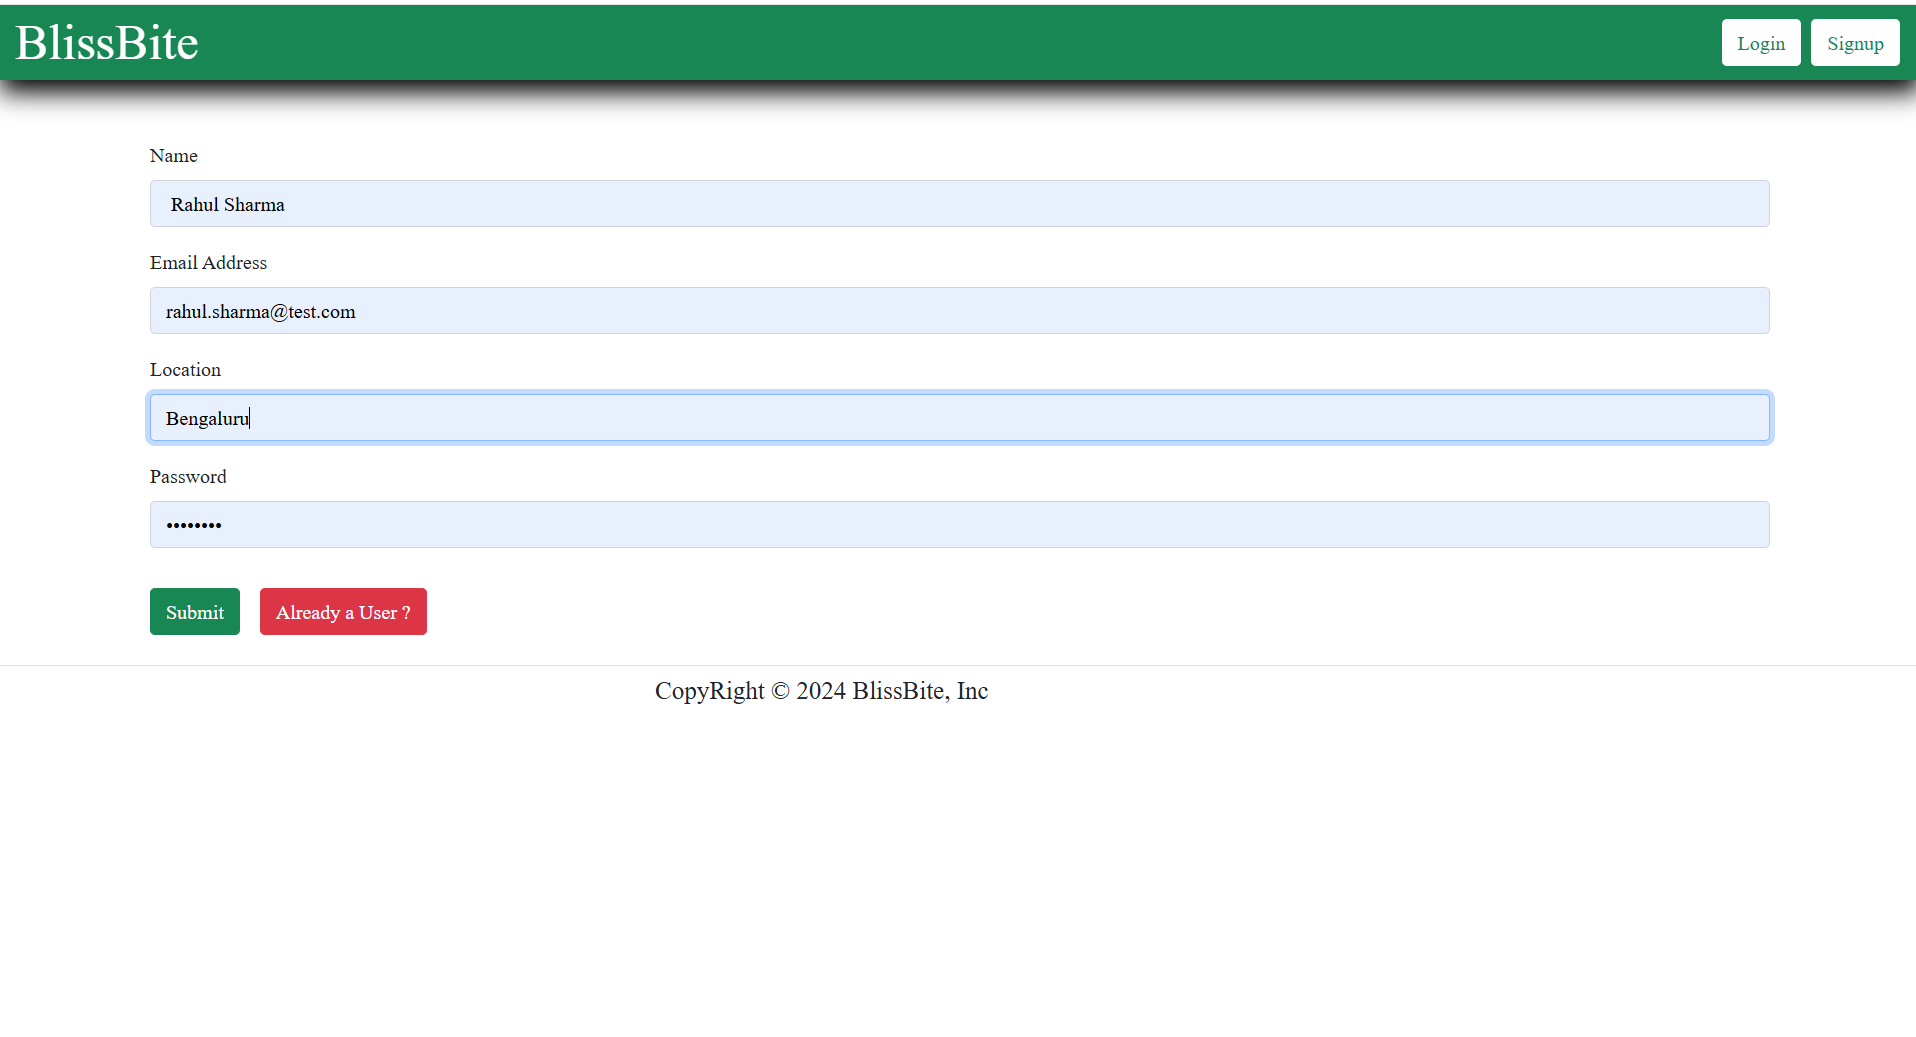 BlissBite
Login Signup
Name
Rahul Sharma
Email Address
rahul.sharma@test.com
Location
Bengaluru
Password
••••••••
Submit Already a User ?
CopyRight © 2024 BlissBite, Inc